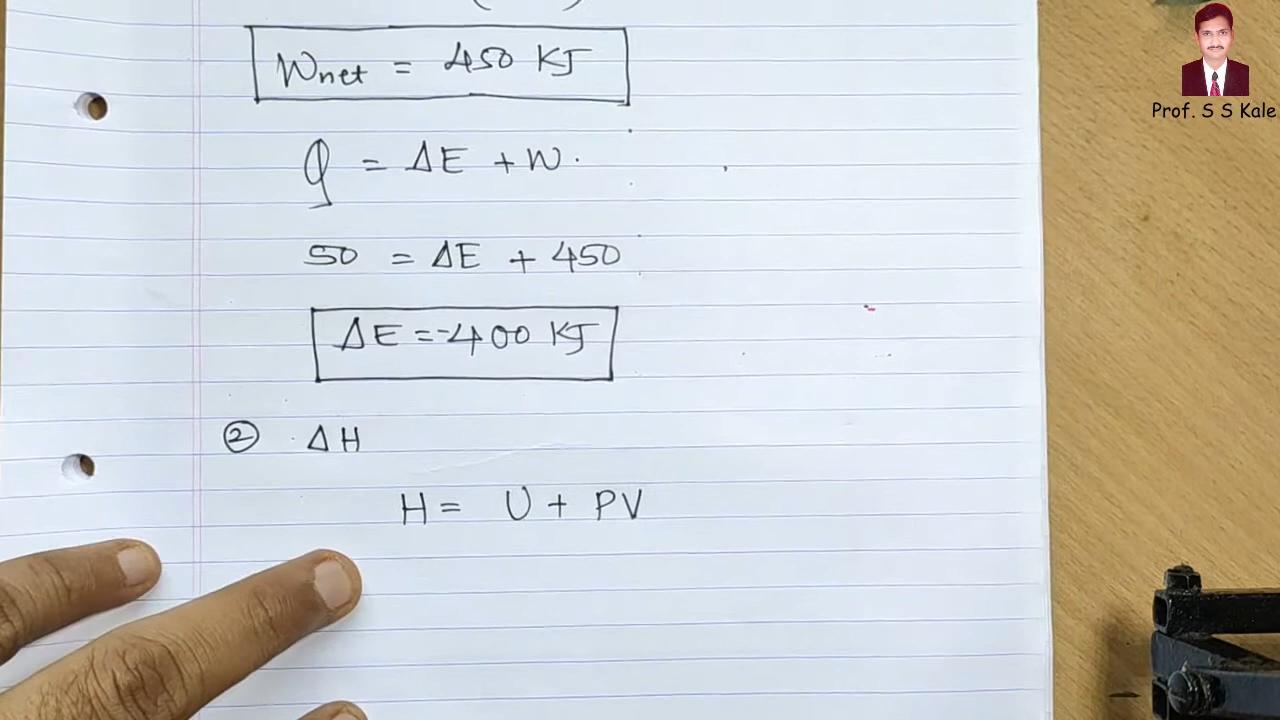 Wnet = 450 KJ
Prof. S S Kale
Q = ΔE + W.
50 = ΔE + 450
ΔE = -400 KJ
② ΔH
H = U + PV